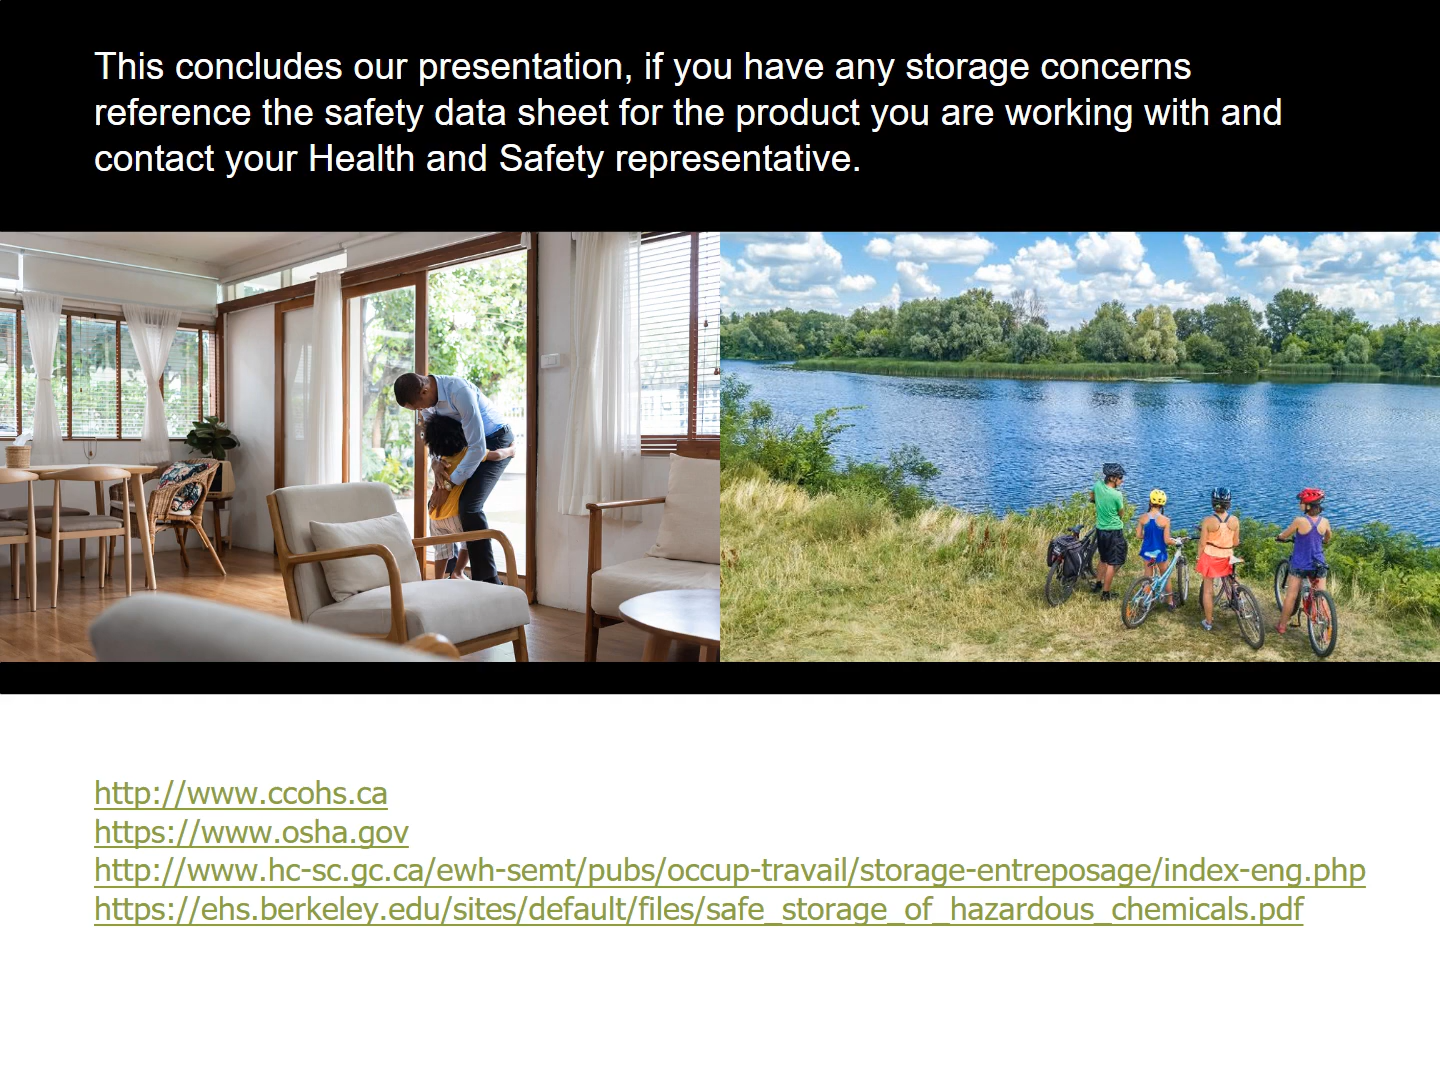 This concludes our presentation, if you have any storage concerns
reference the safety data sheet for the product you are working with and
contact your Health and Safety representative.
http://www.ccohs.ca
https://www.osha.gov
http://www.hc-sc.gc.ca/ewh-semt/pubs/occup-travail/storage-entreposage/index-eng.php
https://ehs.berkeley.edu/sites/default/files/safe_storage_of_hazardous_chemicals.pdf